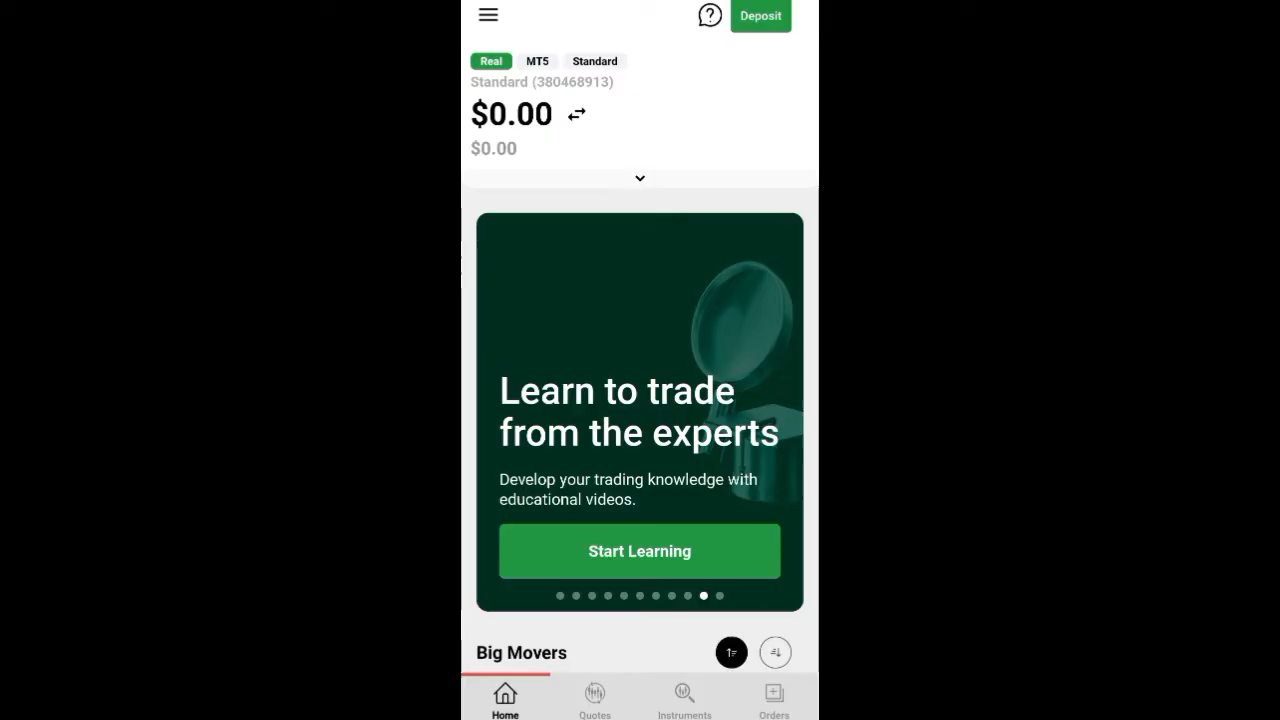 Deposit
Real MT5 Standard
Standard (380468913)
$0.00
$0.00
Learn to trade
from the experts
Develop your trading knowledge with
educational videos.
Start Learning
Big Movers
Home Quotes Instruments Orders